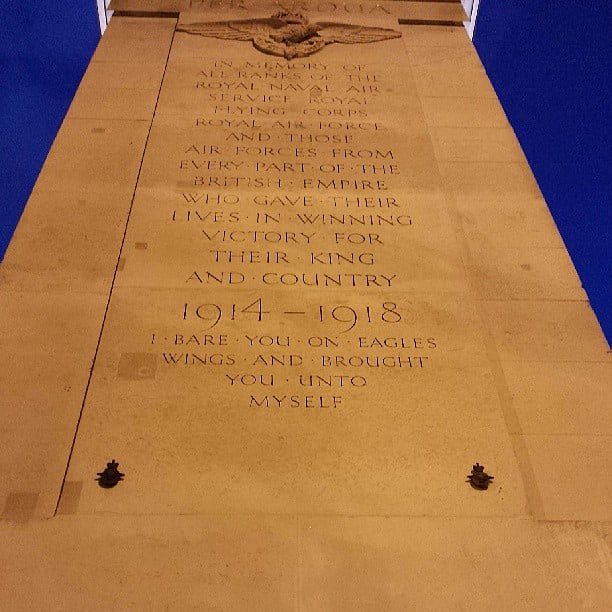 PER ARDUA
IN MEMORY OF
ALL RANKS OF THE
ROYAL NAVAL AIR
SERVICE ROYAL
FLYING CORPS
ROYAL AIR FORCE
AND THOSE
AIR FORCES FROM
EVERY PART OF THE
BRITISH EMPIRE
WHO GAVE THEIR
LIVES IN WINNING
VICTORY FOR
THEIR KING
AND COUNTRY
1914-1918
I BARE YOU ON EAGLES
WINGS AND BROUGHT
YOU UNTO
MYSELF